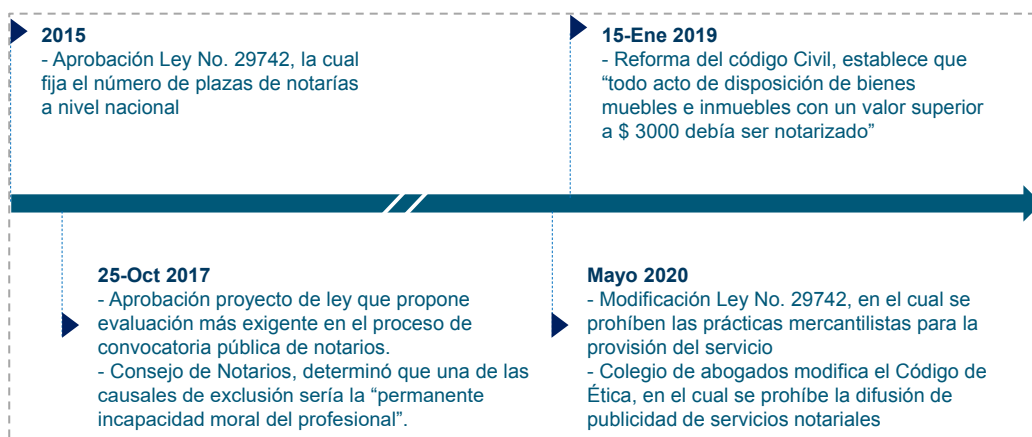 2015
- Aprobación Ley No. 29742, la cual
fija el número de plazas de notarías
a nivel nacional
15-Ene 2019
- Reforma del código Civil, establece que
“todo acto de disposición de bienes
muebles e inmuebles con un valor superior
a $ 3000 debía ser notarizado”
25-Oct 2017
- Aprobación proyecto de ley que propone
evaluación más exigente en el proceso de
convocatoria pública de notarios.
- Consejo de Notarios, determinó que una de las
causales de exclusión sería la “permanente
incapacidad moral del profesional”.
Mayo 2020
- Modificación Ley No. 29742, en el cual se
prohíben las prácticas mercantilistas para la
provisión del servicio
- Colegio de abogados modifica el Código de
Ética, en el cual se prohíbe la difusión de
publicidad de servicios notariales